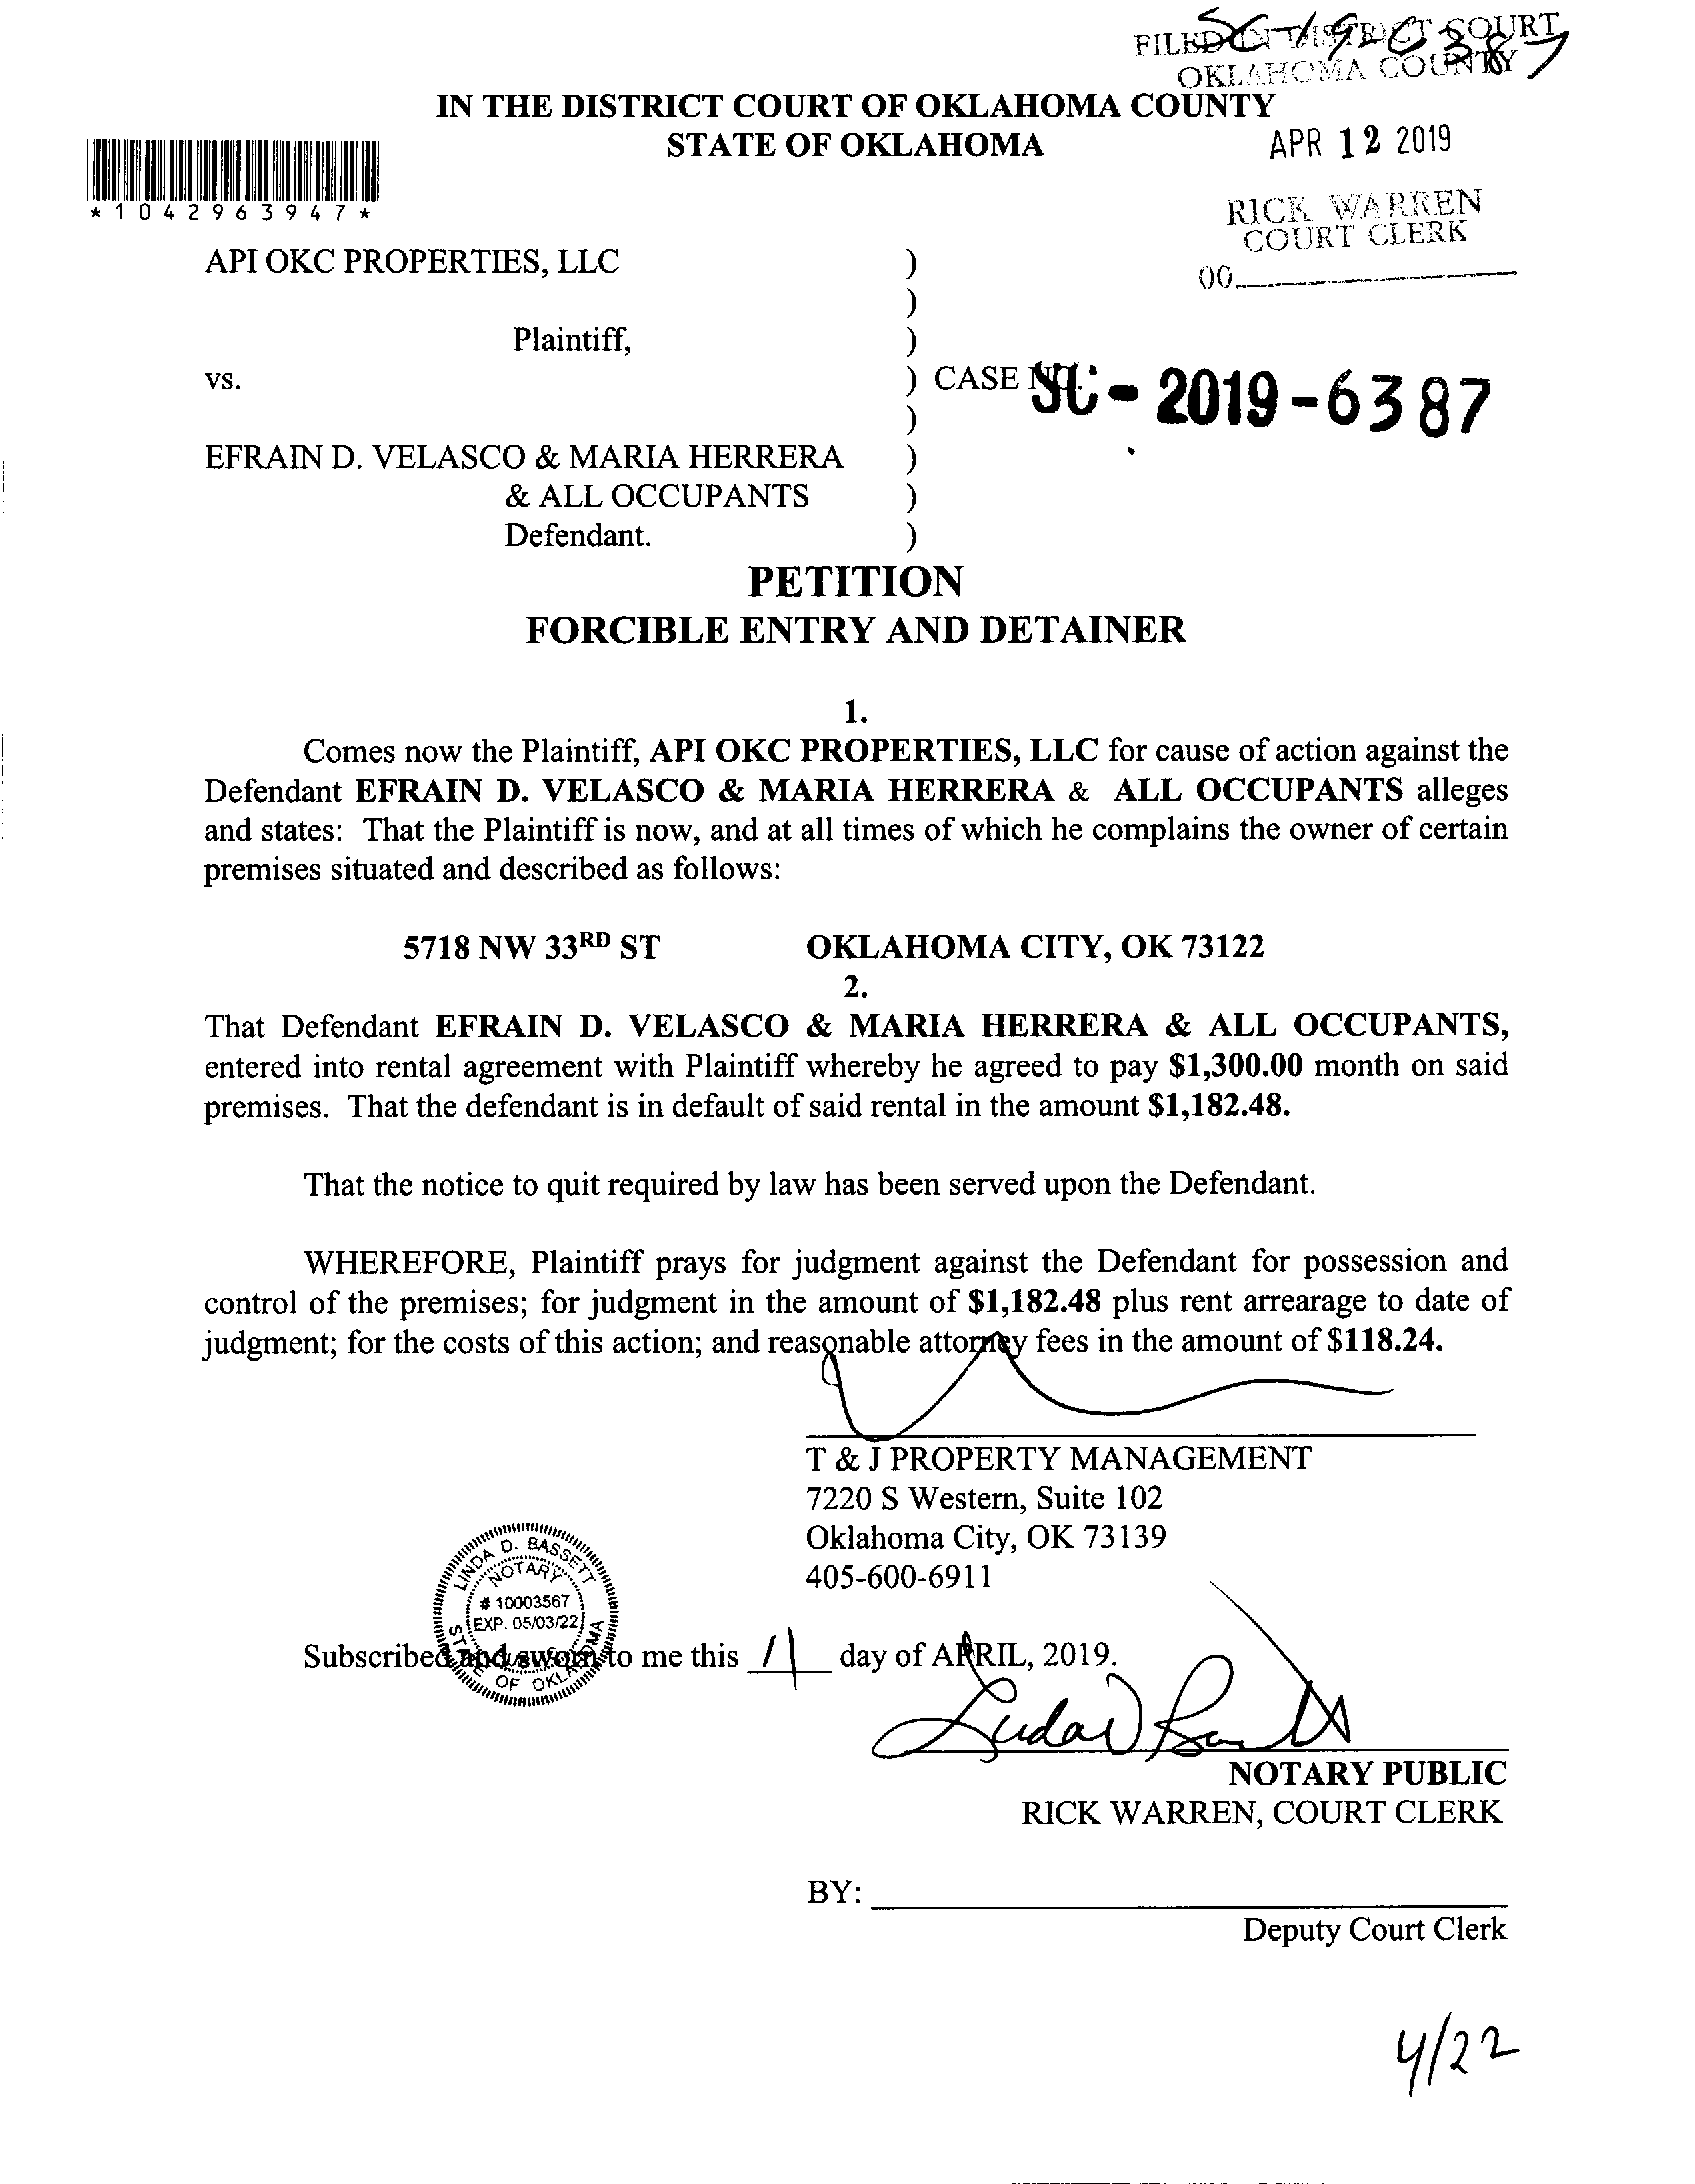 SC-19-6387
FILED IN DISTRICT COURT
OKLAHOMA COUNTY
IN THE DISTRICT COURT OF OKLAHOMA COUNTY
STATE OF OKLAHOMA
APR 12 2019
*1042963947*
RICK WARREN
COURT CLERK
API OKC PROPERTIES, LLC )
00
)
Plaintiff, )
vs. ) CASE NO. SC - 2019 - 6387
)
EFRAIN D. VELASCO & MARIA HERRERA )
& ALL OCCUPANTS )
Defendant. )
PETITION
FORCIBLE ENTRY AND DETAINER
1.
Comes now the Plaintiff, API OKC PROPERTIES, LLC for cause of action against the
Defendant EFRAIN D. VELASCO & MARIA HERRERA & ALL OCCUPANTS alleges
and states: That the Plaintiff is now, and at all times of which he complains the owner of certain
premises situated and described as follows:
5718 NW 33RD ST OKLAHOMA CITY, OK 73122
2.
That Defendant EFRAIN D. VELASCO & MARIA HERRERA & ALL OCCUPANTS,
entered into rental agreement with Plaintiff whereby he agreed to pay $1,300.00 month on said
premises. That the defendant is in default of said rental in the amount $1,182.48.
That the notice to quit required by law has been served upon the Defendant.
WHEREFORE, Plaintiff prays for judgment against the Defendant for possession and
control of the premises; for judgment in the amount of $1,182.48 plus rent arrearage to date of
judgment; for the costs of this action; and reasonable attorney fees in the amount of $118.24.
T & J PROPERTY MANAGEMENT
7220 S Western, Suite 102
Oklahoma City, OK 73139
405-600-6911
LINDA D. BASSETT
NOTARY
# 10003567
EXP. 05/03/22
STATE OF OKLAHOMA
Subscribed and sworn to me this 11 day of APRIL, 2019.
Linda D Bassett
NOTARY PUBLIC
RICK WARREN, COURT CLERK
BY:
Deputy Court Clerk
4/22